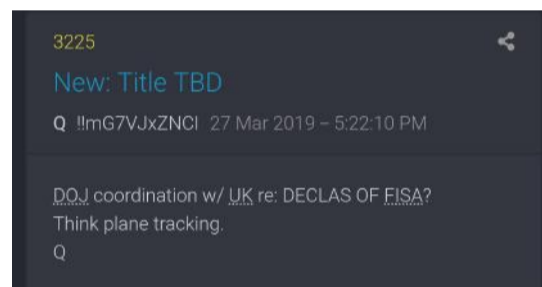 3225
New: Title TBD
Q !!mG7VJxZNCI 27 Mar 2019 – 5:22:10 PM
DOJ coordination w/ UK re: DECLAS OF FISA?
Think plane tracking.
Q